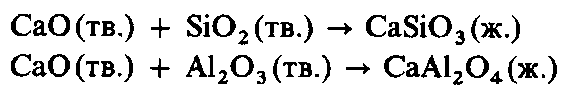 CaO(тв.) + SiO₂(тв.) → CaSiO₃(ж.)
CaO(тв.) + Al₂O₃(тв.) → CaAl₂O₄(ж.)